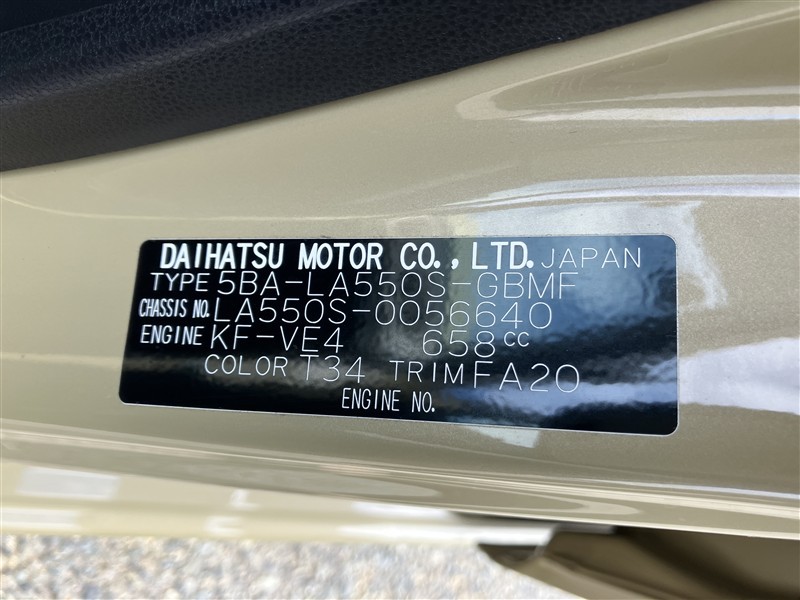 DAIHATSU MOTOR CO., LTD. JAPAN
TYPE 5BA-LA550S-GBMF
CHASSIS NO. LA550S-0056640
ENGINE KF-VE4 658CC
COLOR T34 TRIM FA20
ENGINE NO.